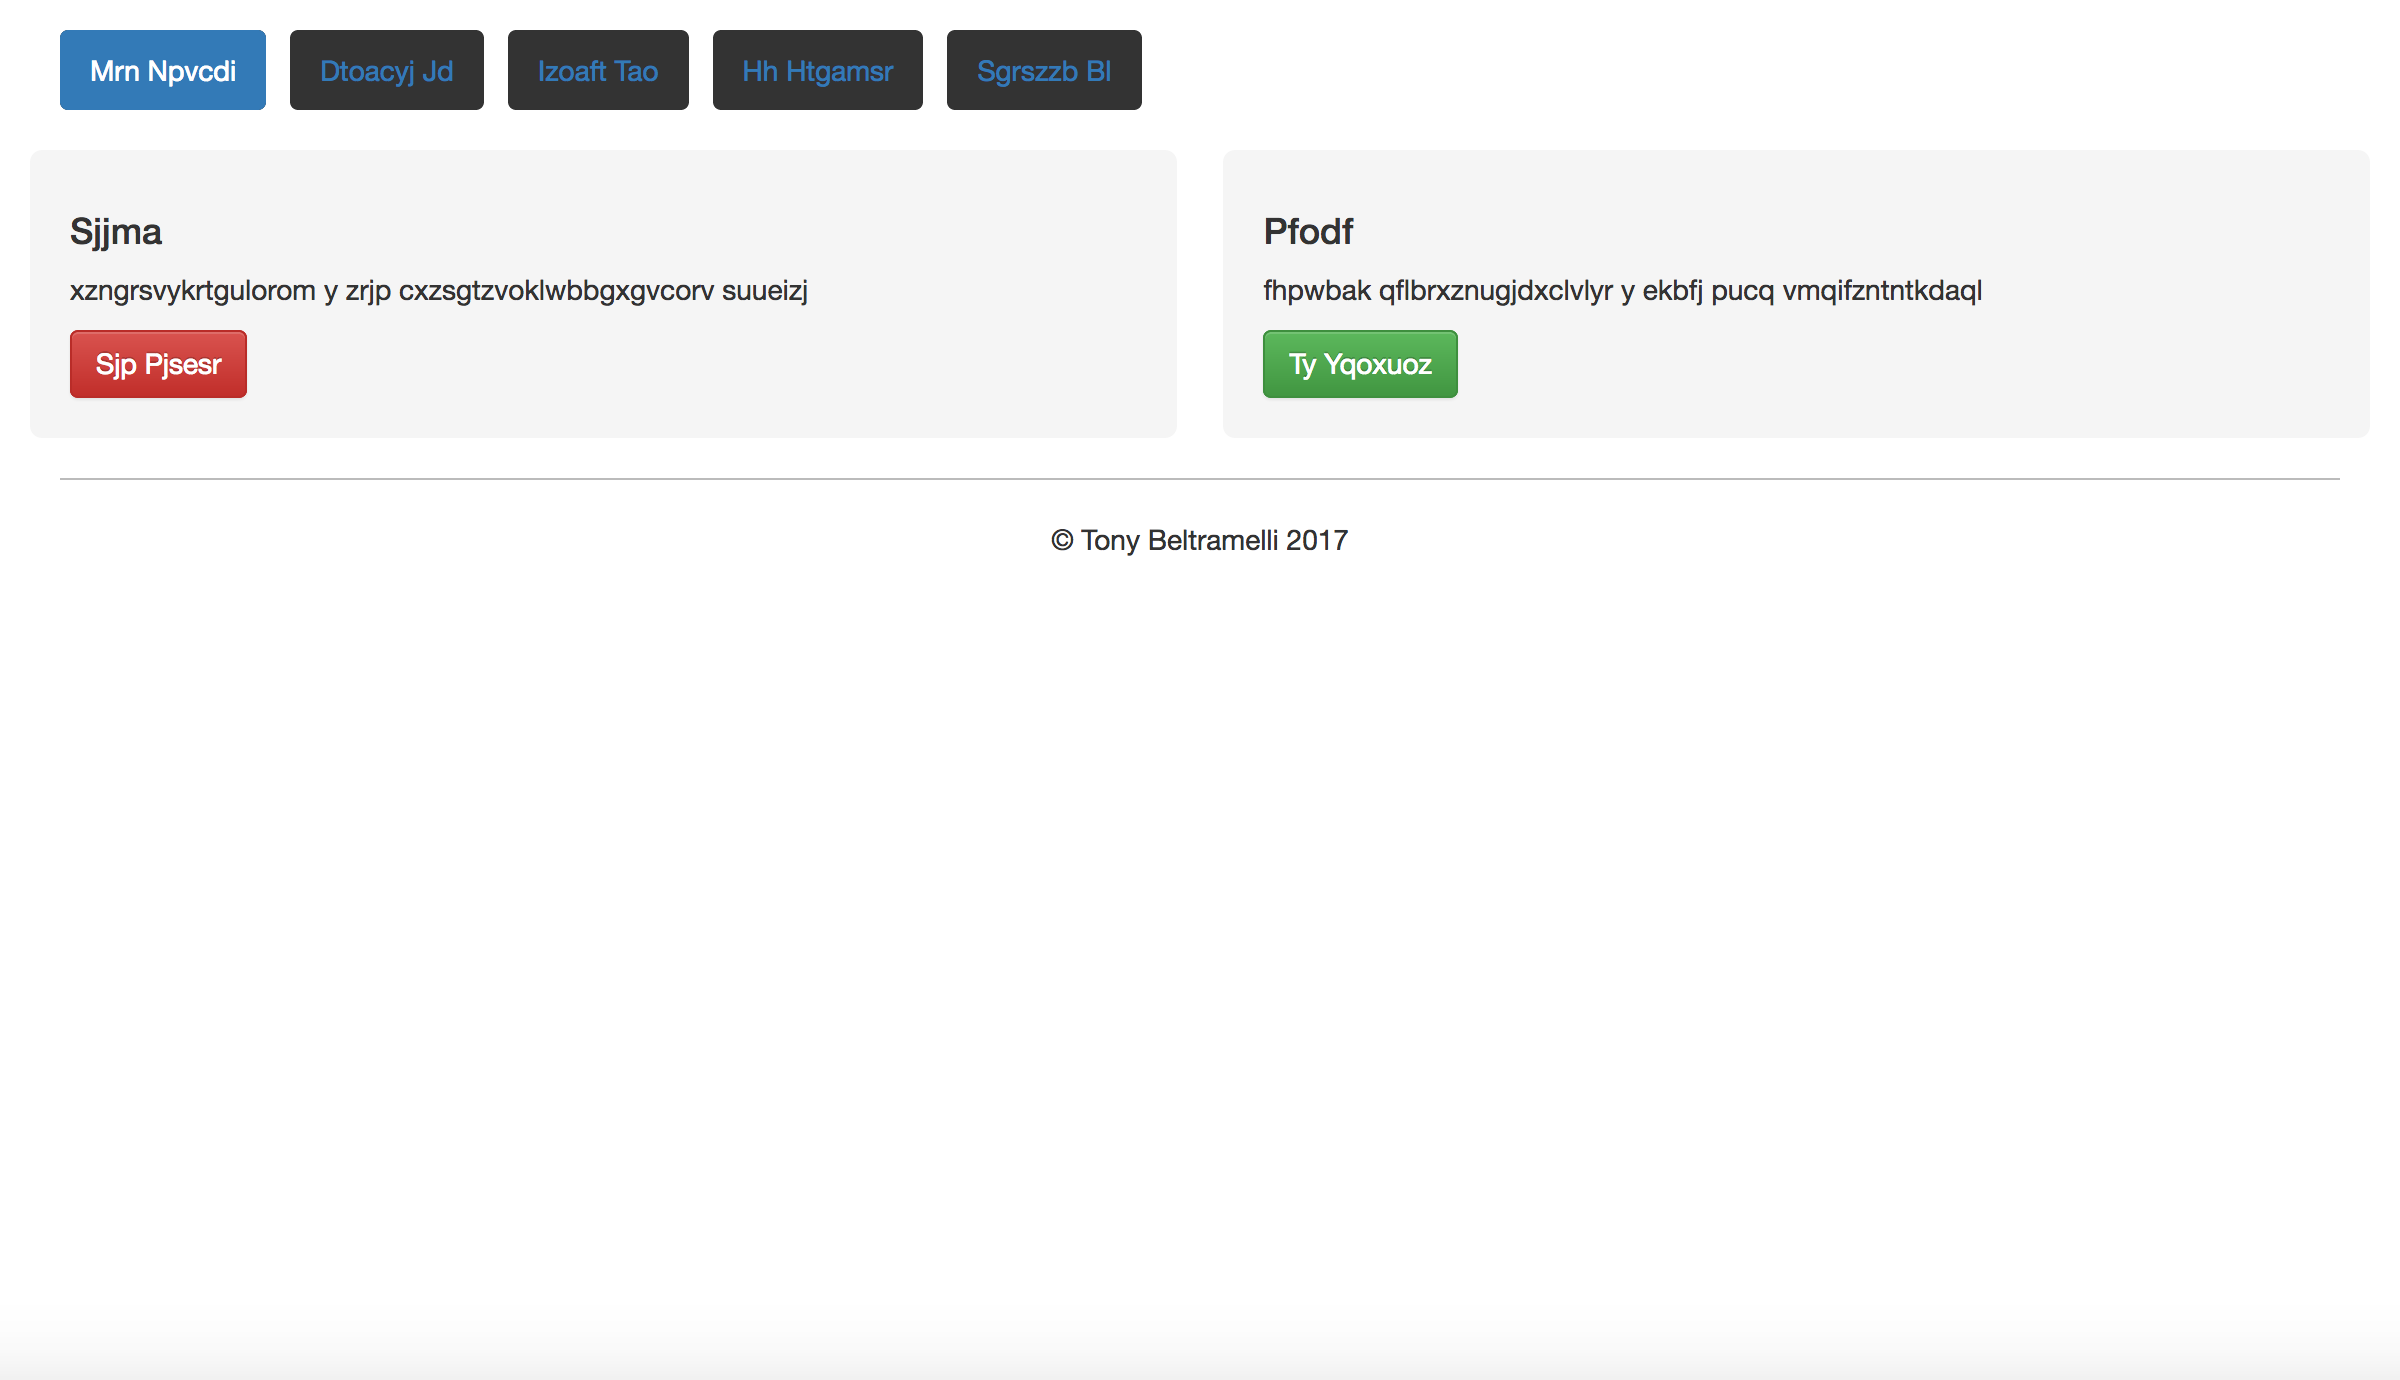 Mrn Npvcdi Dtoacyj Jd Izoaft Tao Hh Htgamsr Sgrszzb Bl
Sjjma
xzngrsvykrtgulorom y zrjp cxzsgtzvoklwbbgxgvcorv suueizj
Sjp Pjsesr
Pfodf
fhpwbak qflbrxznugjdxclvlyr y ekbfj pucq vmqifzntntkdaql
Ty Yqoxuoz
© Tony Beltramelli 2017